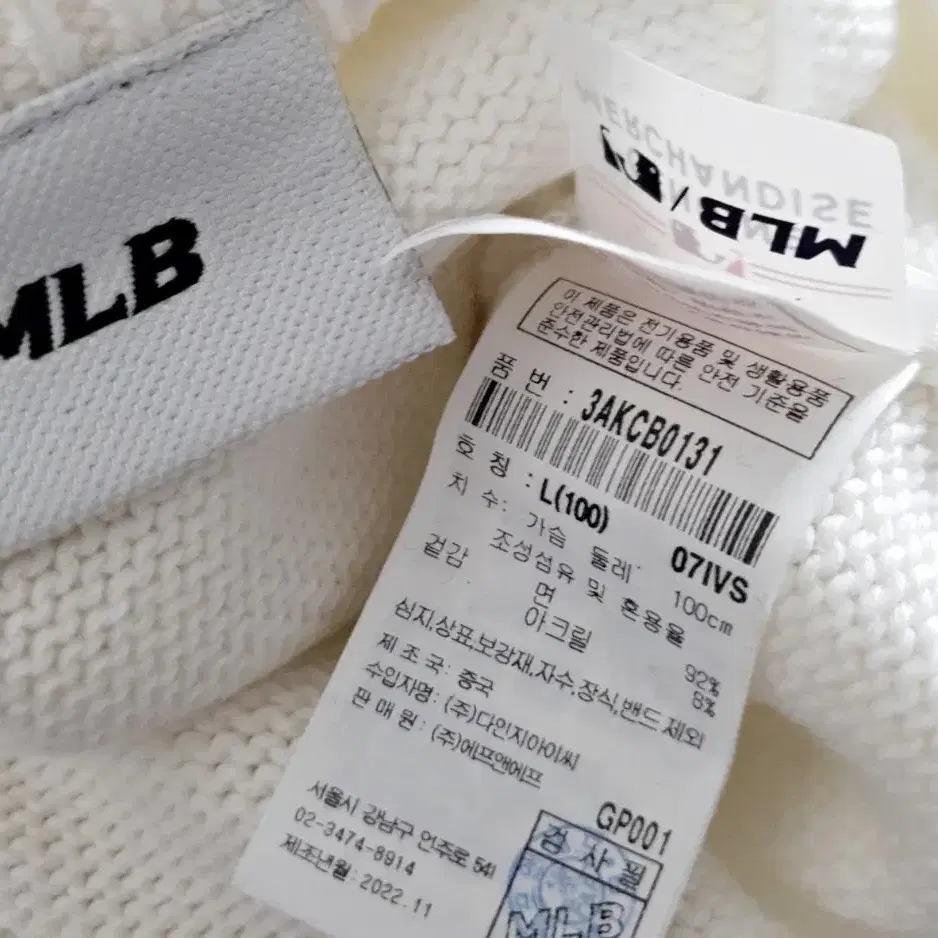 MLB
MERCHANDISE
MLB
이 제품은 전기용품 및 생활용품
안전관리법에 따른 안전 기준을
준수한 제품입니다.
품 번 : 3AKCB0131
호 칭 : L(100) 07IVS
치 수: 가슴 둘레 100cm
조성섬유 및 혼용율
겉감 면 92%
아크릴 8%
심지,상표,보강재,자수,장식,밴드 제외
제 조 국: 중국
수입자명: (주)다인지아이씨
판 매 원: (주)에프앤에프
GP001
서울시 강남구 언주로 541
02-3474-8914
제조년월: 2022.11
검 사 필
MLB